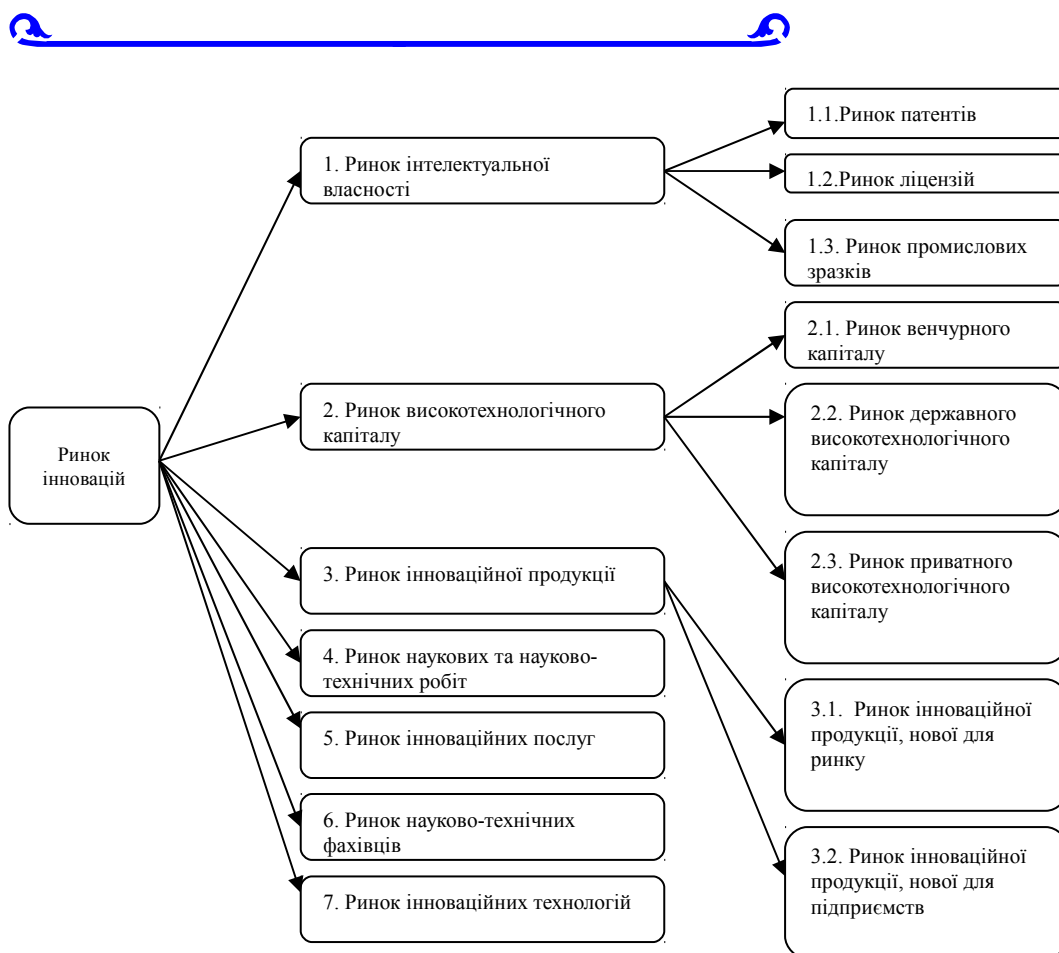 Ринок
інновацій
1. Ринок інтелектуальної
власності
1.1.Ринок патентів
1.2.Ринок ліцензій
1.3. Ринок промислових
зразків
2. Ринок високотехнологічного
капіталу
2.1. Ринок венчурного
капіталу
2.2. Ринок державного
високотехнологічного
капіталу
2.3. Ринок приватного
високотехнологічного
капіталу
3. Ринок інноваційної продукції
3.1. Ринок інноваційної
продукції, нової для
ринку
3.2. Ринок інноваційної
продукції, нової для
підприємств
4. Ринок наукових та науково-
технічних робіт
5. Ринок інноваційних послуг
6. Ринок науково-технічних
фахівців
7. Ринок інноваційних технологій